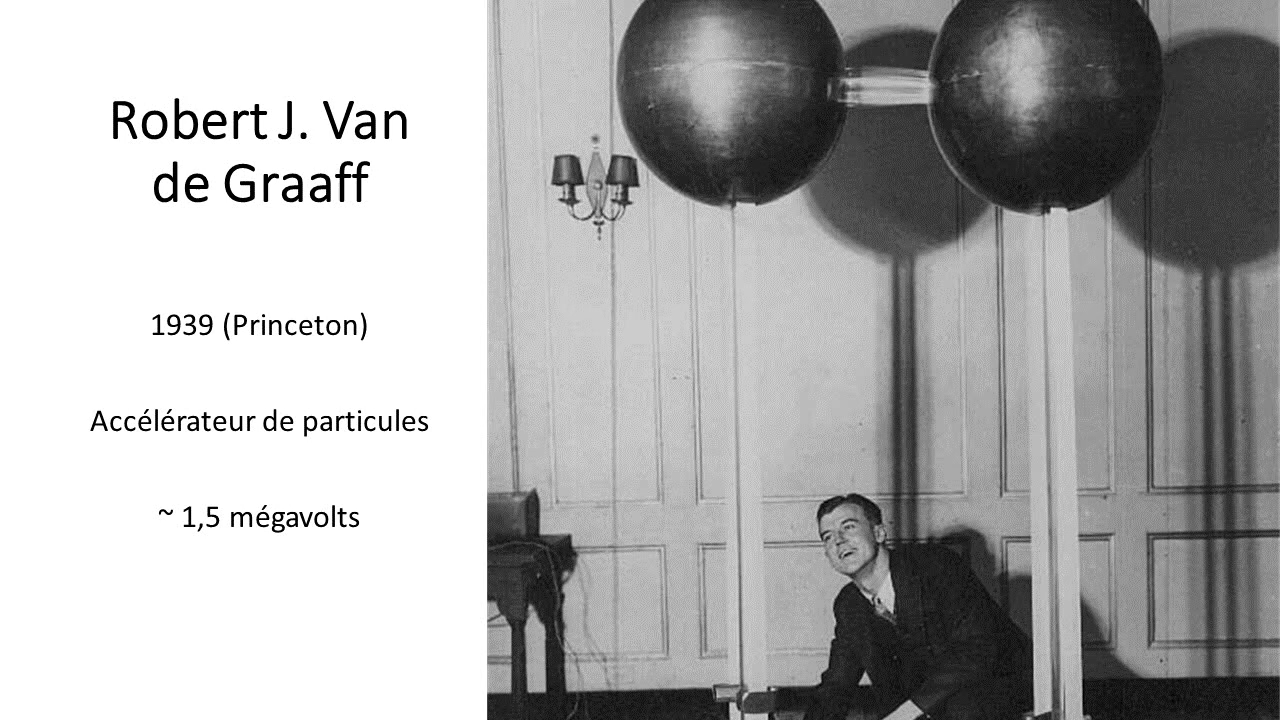 Robert J. Van
de Graaff
1939 (Princeton)
Accélérateur de particules
~ 1,5 mégavolts